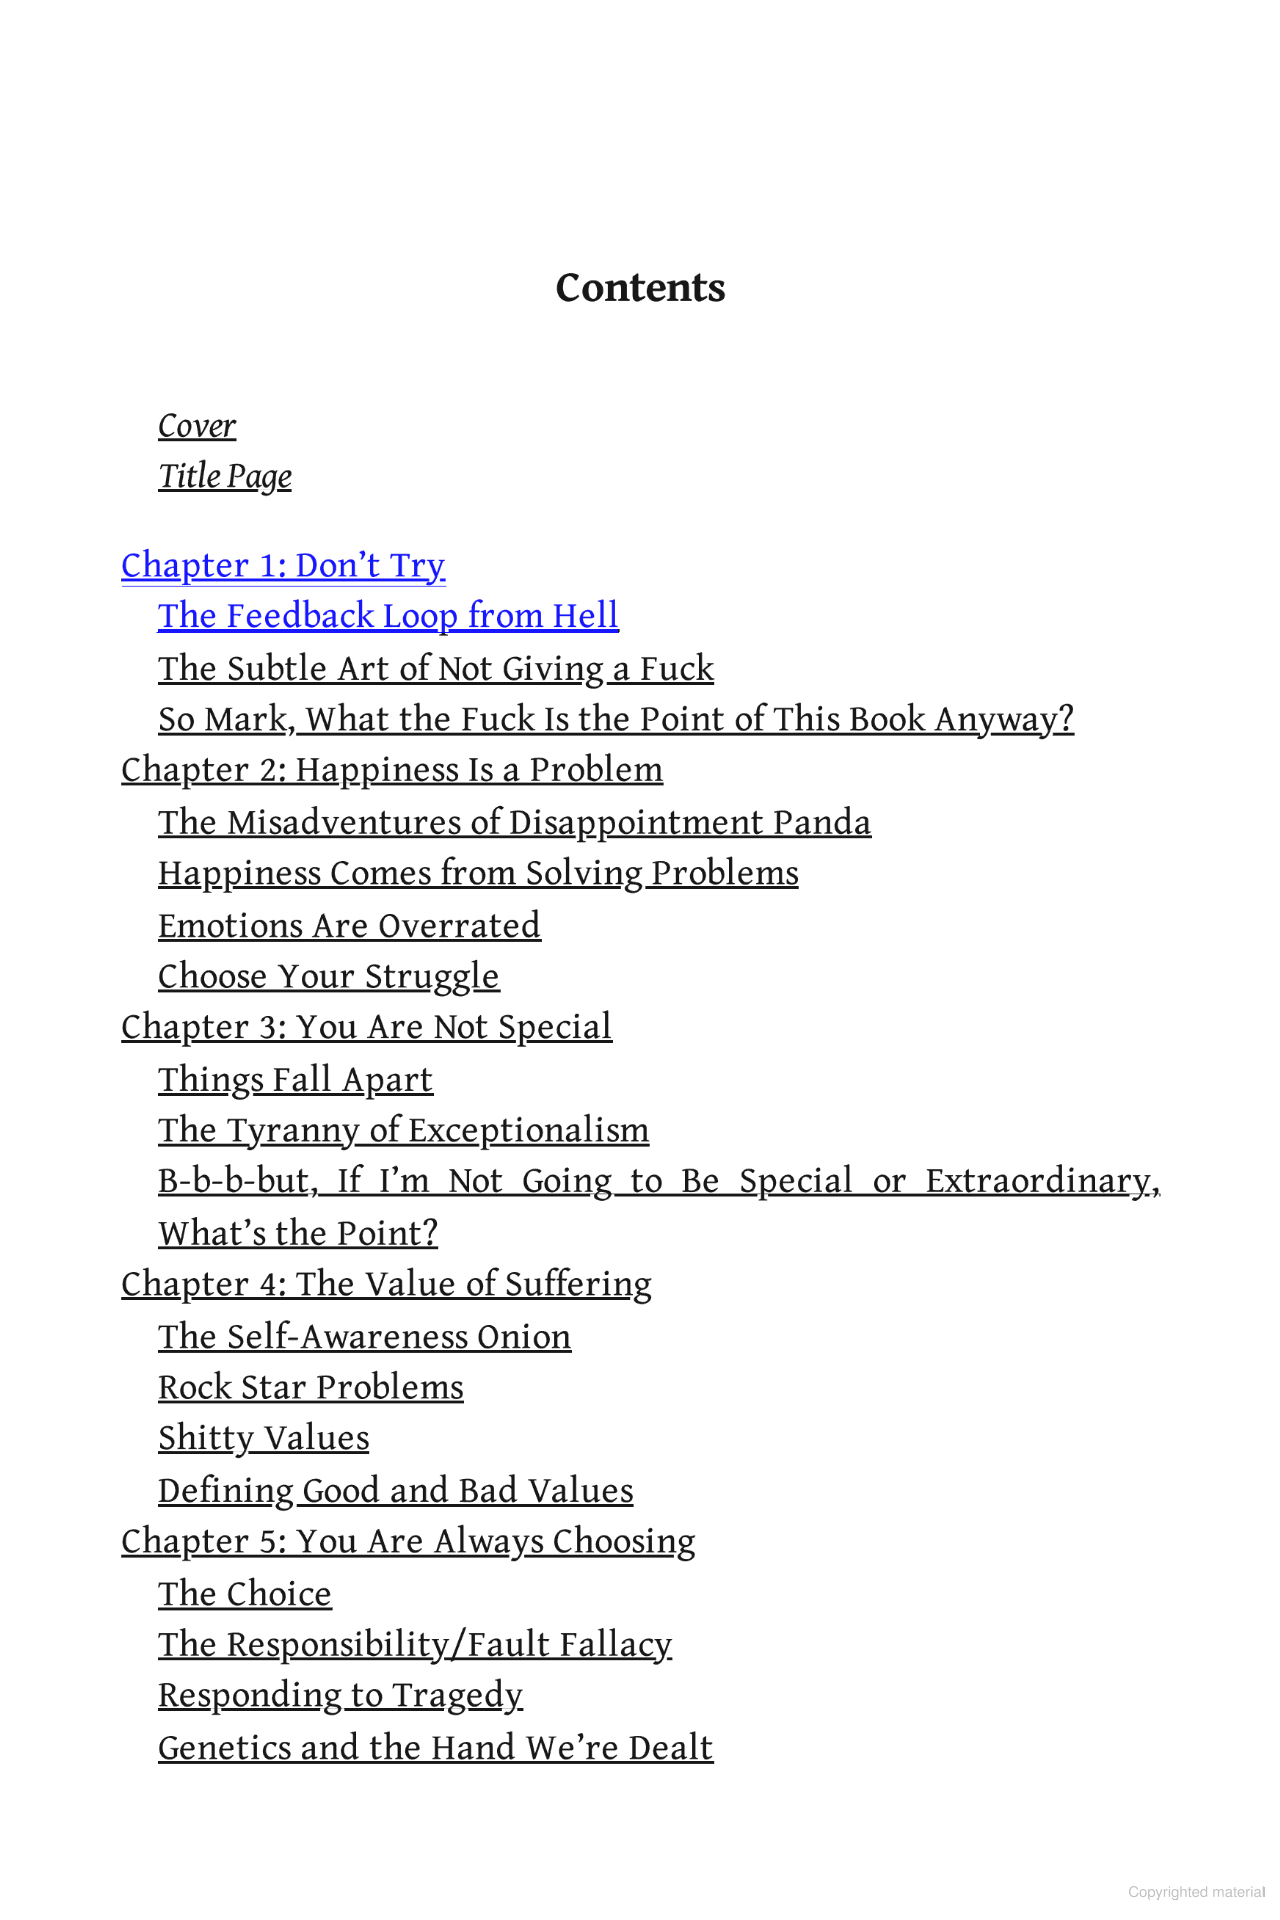 Contents
Cover
Title Page
Chapter 1: Don’t Try
The Feedback Loop from Hell
The Subtle Art of Not Giving a Fuck
So Mark, What the Fuck Is the Point of This Book Anyway?
Chapter 2: Happiness Is a Problem
The Misadventures of Disappointment Panda
Happiness Comes from Solving Problems
Emotions Are Overrated
Choose Your Struggle
Chapter 3: You Are Not Special
Things Fall Apart
The Tyranny of Exceptionalism
B-b-b-but, If I’m Not Going to Be Special or Extraordinary,
What’s the Point?
Chapter 4: The Value of Suffering
The Self-Awareness Onion
Rock Star Problems
Shitty Values
Defining Good and Bad Values
Chapter 5: You Are Always Choosing
The Choice
The Responsibility/Fault Fallacy
Responding to Tragedy
Genetics and the Hand We’re Dealt
Copyrighted material